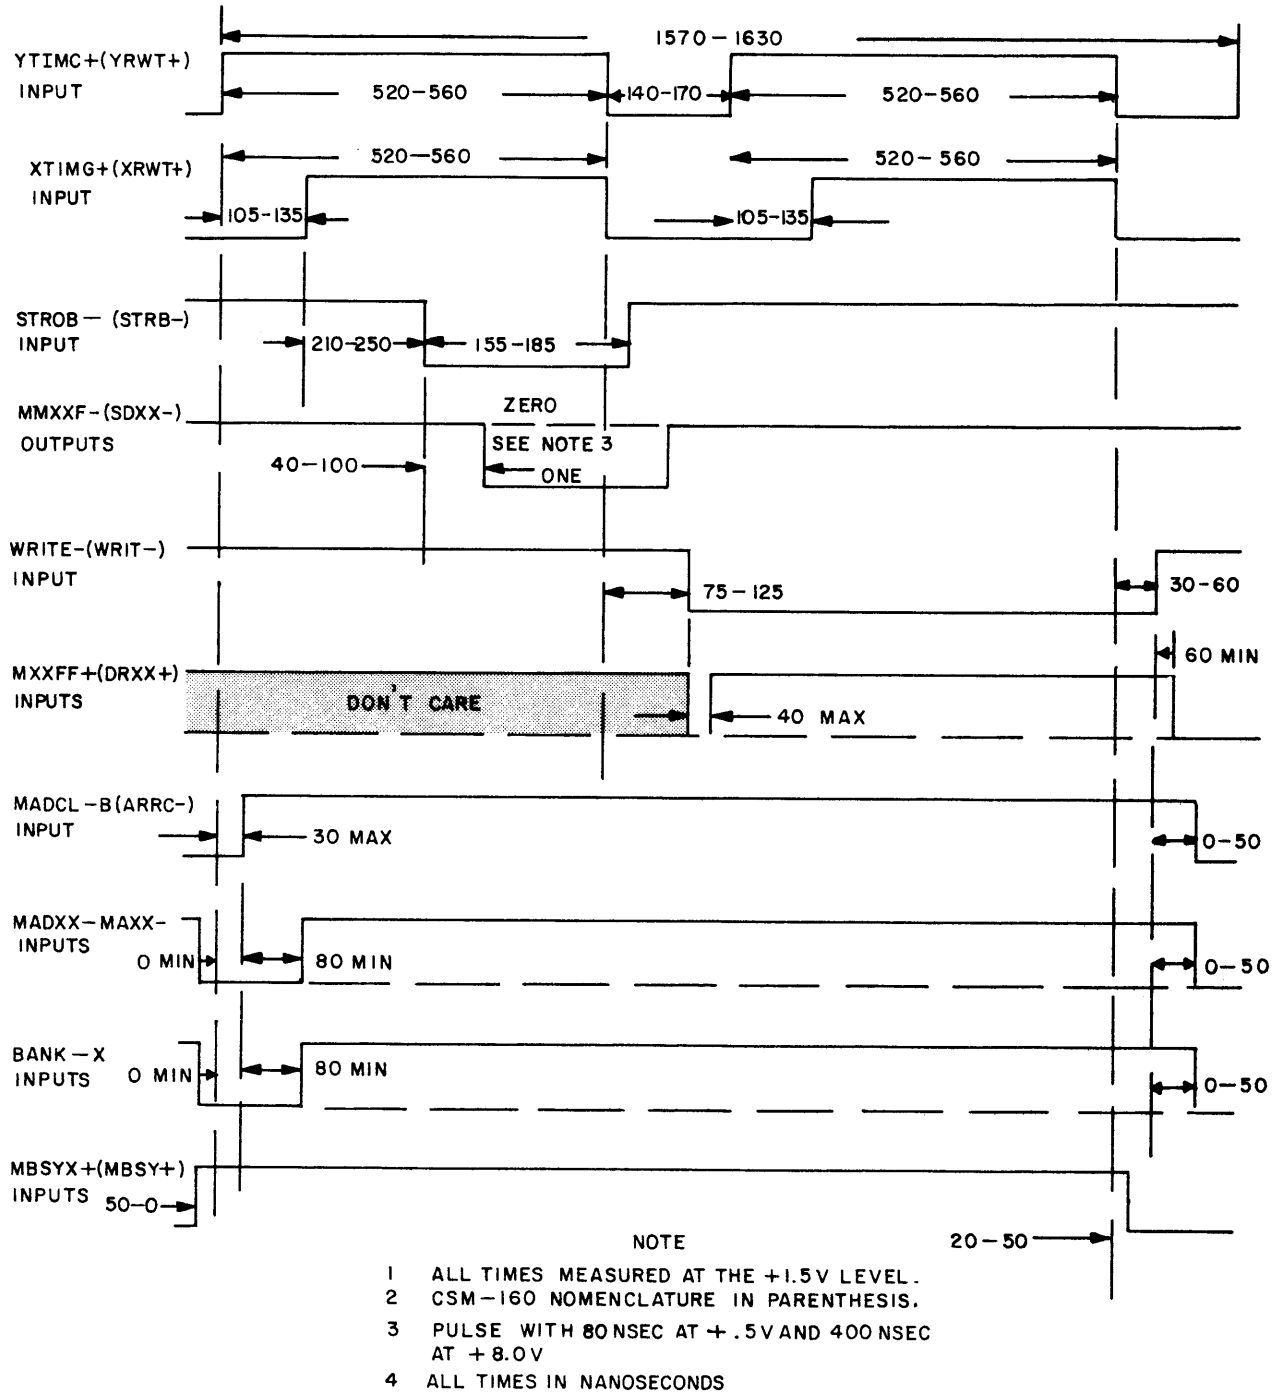 1570-1630
YTIMC+(YRWT+)
INPUT
520-560
140-170
520-560
520-560
520-560
XTIMG+(XRWT+)
INPUT
105-135
105-135
STROB-(STRB-)
INPUT
210-250
155-185
MMXXF-(SDXX-)
OUTPUTS
ZERO
SEE NOTE 3
40-100
ONE
WRITE-(WRIT-)
INPUT
75-125
30-60
60 MIN
MXXFF+(DRXX+)
INPUTS
DON'T CARE
40 MAX
MADCL-B(ARRC-)
INPUT
30 MAX
0-50
MADXX-MAXX-
INPUTS
0 MIN
80 MIN
0-50
BANK-X
INPUTS
0 MIN
80 MIN
0-50
MBSYX+(MBSY+)
INPUTS
50-0
20-50
NOTE
1 ALL TIMES MEASURED AT THE +1.5V LEVEL.
2 CSM-160 NOMENCLATURE IN PARENTHESIS.
3 PULSE WITH 80 NSEC AT +.5V AND 400 NSEC
AT +8.0V
4 ALL TIMES IN NANOSECONDS